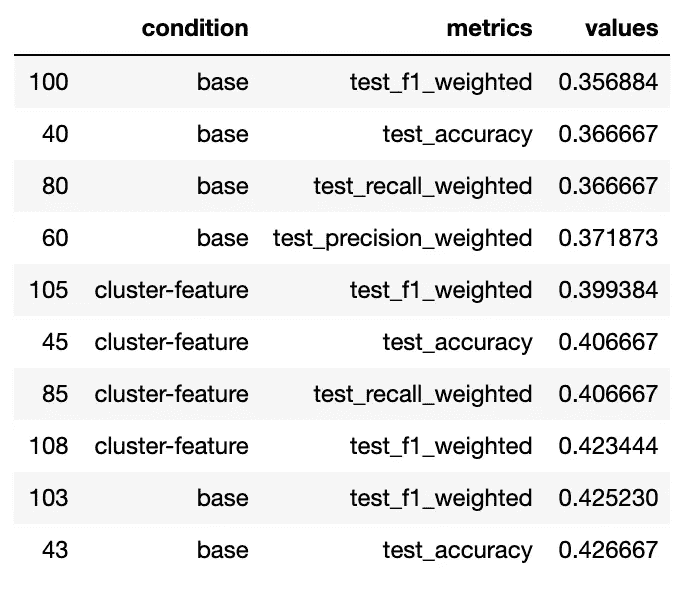 condition metrics values
100 base test_f1_weighted 0.356884
40 base test_accuracy 0.366667
80 base test_recall_weighted 0.366667
60 base test_precision_weighted 0.371873
105 cluster-feature test_f1_weighted 0.399384
45 cluster-feature test_accuracy 0.406667
85 cluster-feature test_recall_weighted 0.406667
108 cluster-feature test_f1_weighted 0.423444
103 base test_f1_weighted 0.425230
43 base test_accuracy 0.426667